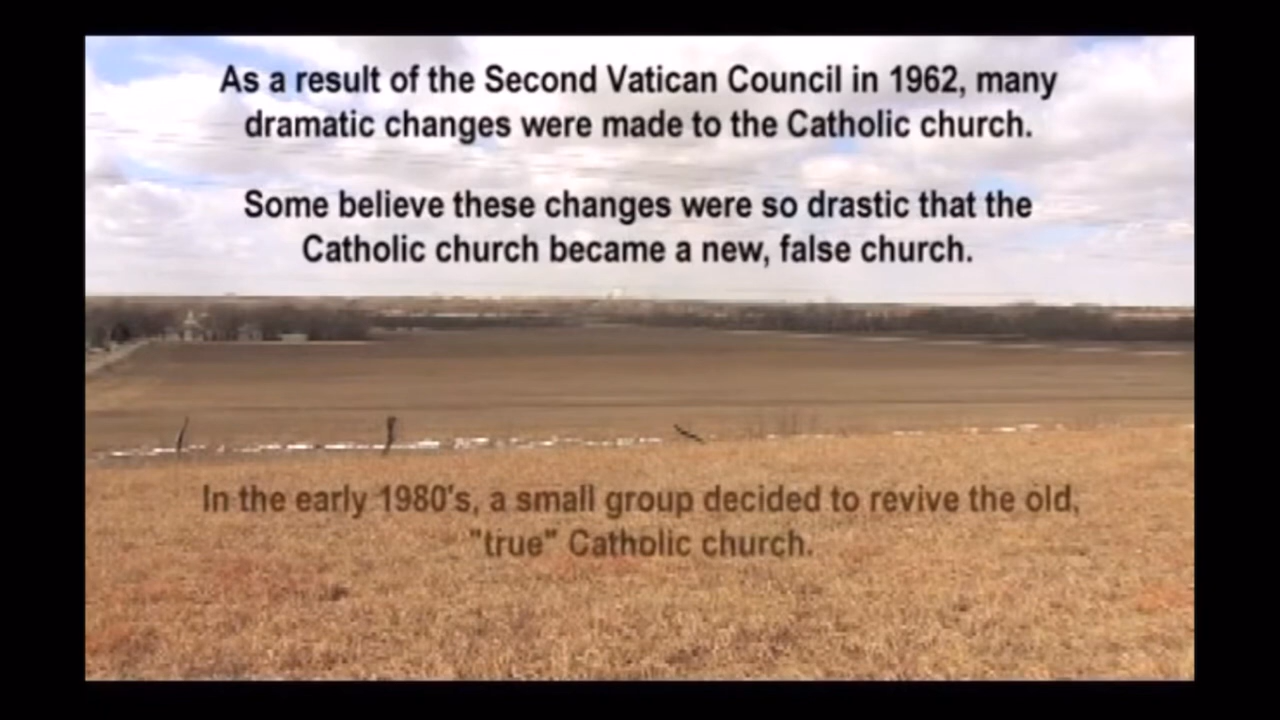 As a result of the Second Vatican Council in 1962, many
dramatic changes were made to the Catholic church.
Some believe these changes were so drastic that the
Catholic church became a new, false church.
In the early 1980's, a small group decided to revive the old,
"true" Catholic church.